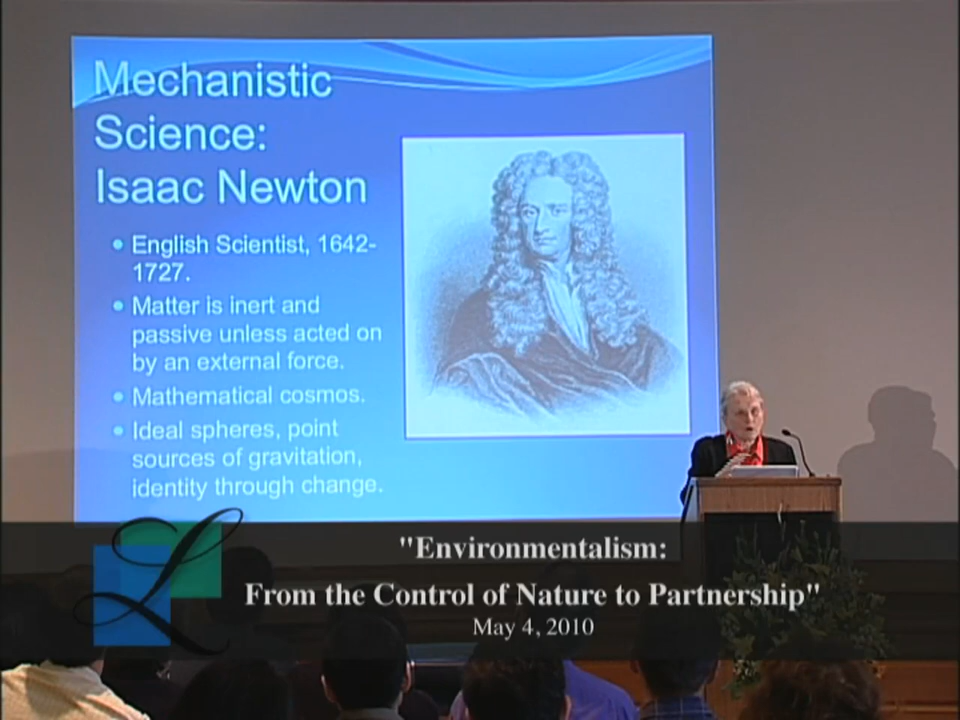 Mechanistic
Science:
Isaac Newton
English Scientist, 1642-
1727.
Matter is inert and
passive unless acted on
by an external force.
Mathematical cosmos.
Ideal spheres, point
sources of gravitation,
identity through change.
L
"Environmentalism:
From the Control of Nature to Partnership"
May 4, 2010